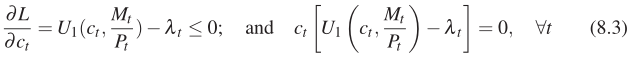 ∂L/∂c_t = U_1(c_t, M_t/P_t) − λ_t ≤ 0; and c_t [U_1 (c_t, M_t/P_t) − λ_t] = 0, ∀t (8.3)